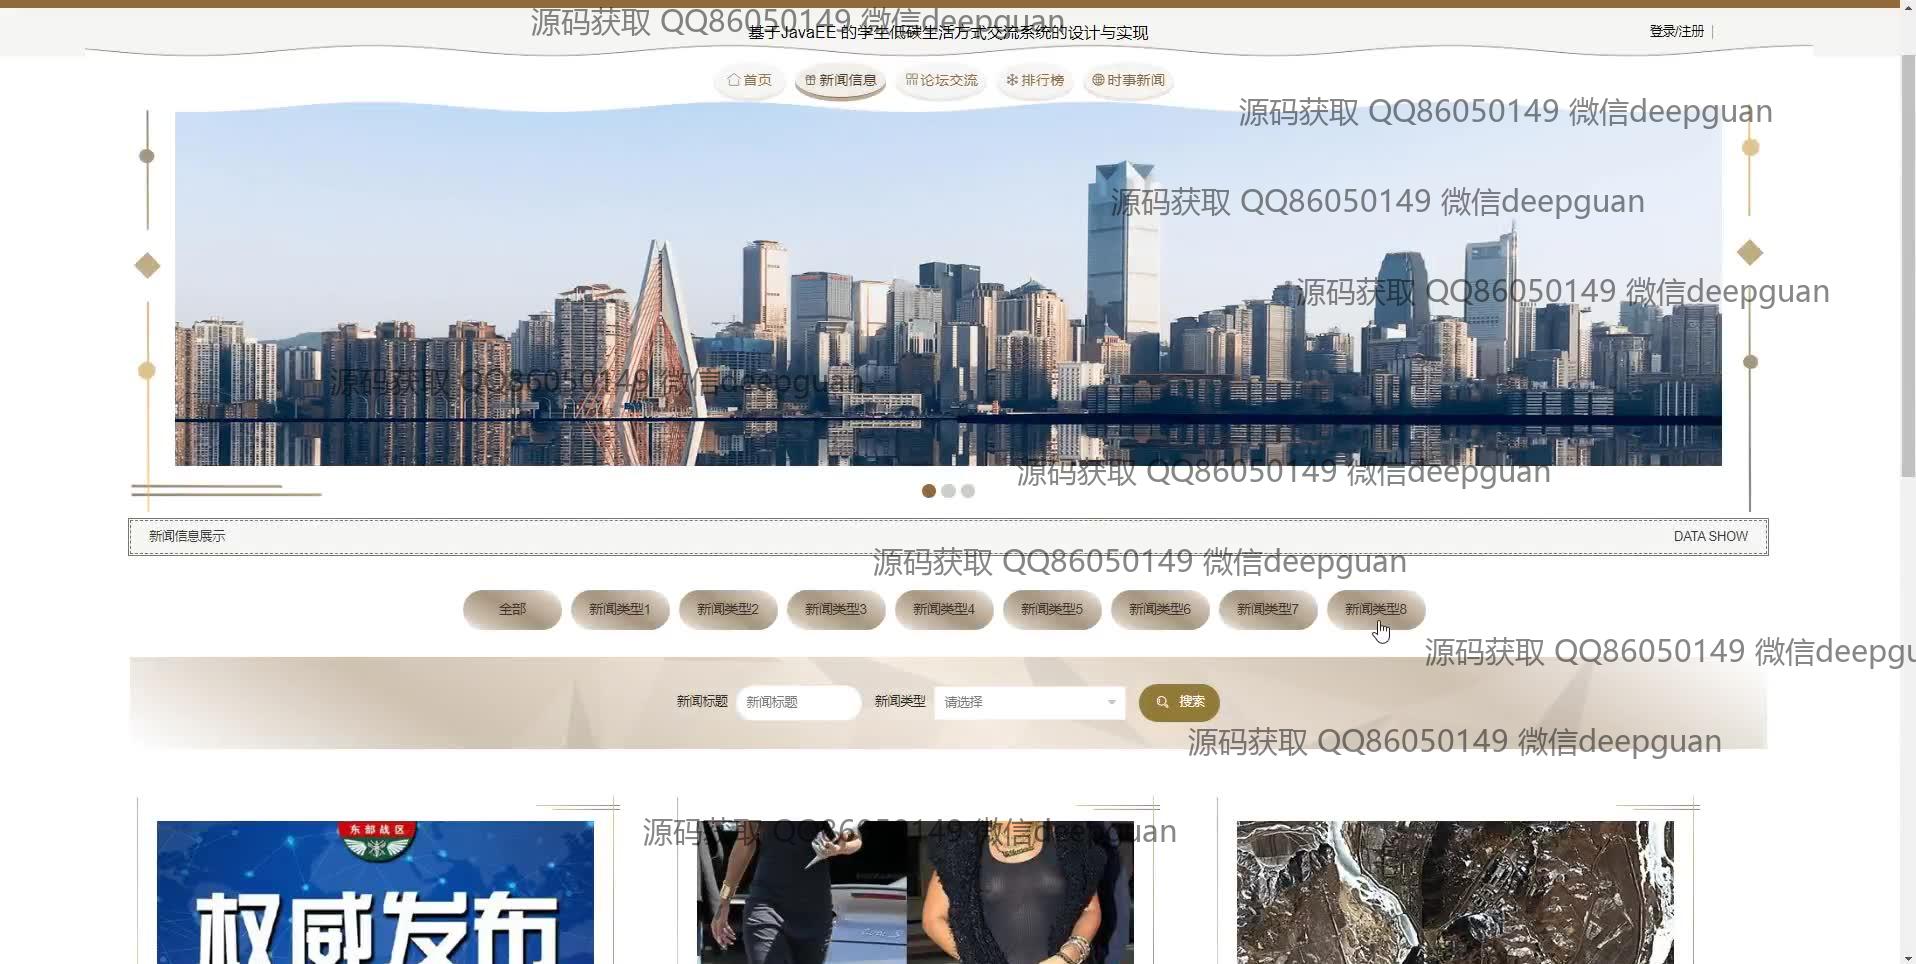 源码获取 QQ86050149 微信deepguan
基于JavaEE 的学生低碳生活方式交流系统的设计与实现
登录/注册
首页 新闻信息 论坛交流 排行榜 时事新闻
源码获取 QQ86050149 微信deepguan
源码获取 QQ86050149 微信deepguan
源码获取 QQ86050149 微信deepguan
源码获取 QQ86050149 微信deepguan
源码获取 QQ86050149 微信deepguan
新闻信息展示 DATA SHOW
源码获取 QQ86050149 微信deepguan
全部 新闻类型1 新闻类型2 新闻类型3 新闻类型4 新闻类型5 新闻类型6 新闻类型7 新闻类型8
源码获取 QQ86050149 微信deepgu
新闻标题 新闻标题 新闻类型 请选择 搜索
源码获取 QQ86050149 微信deepguan
源码获取 QQ86050149 微信deepguan
东部战区
权威发布